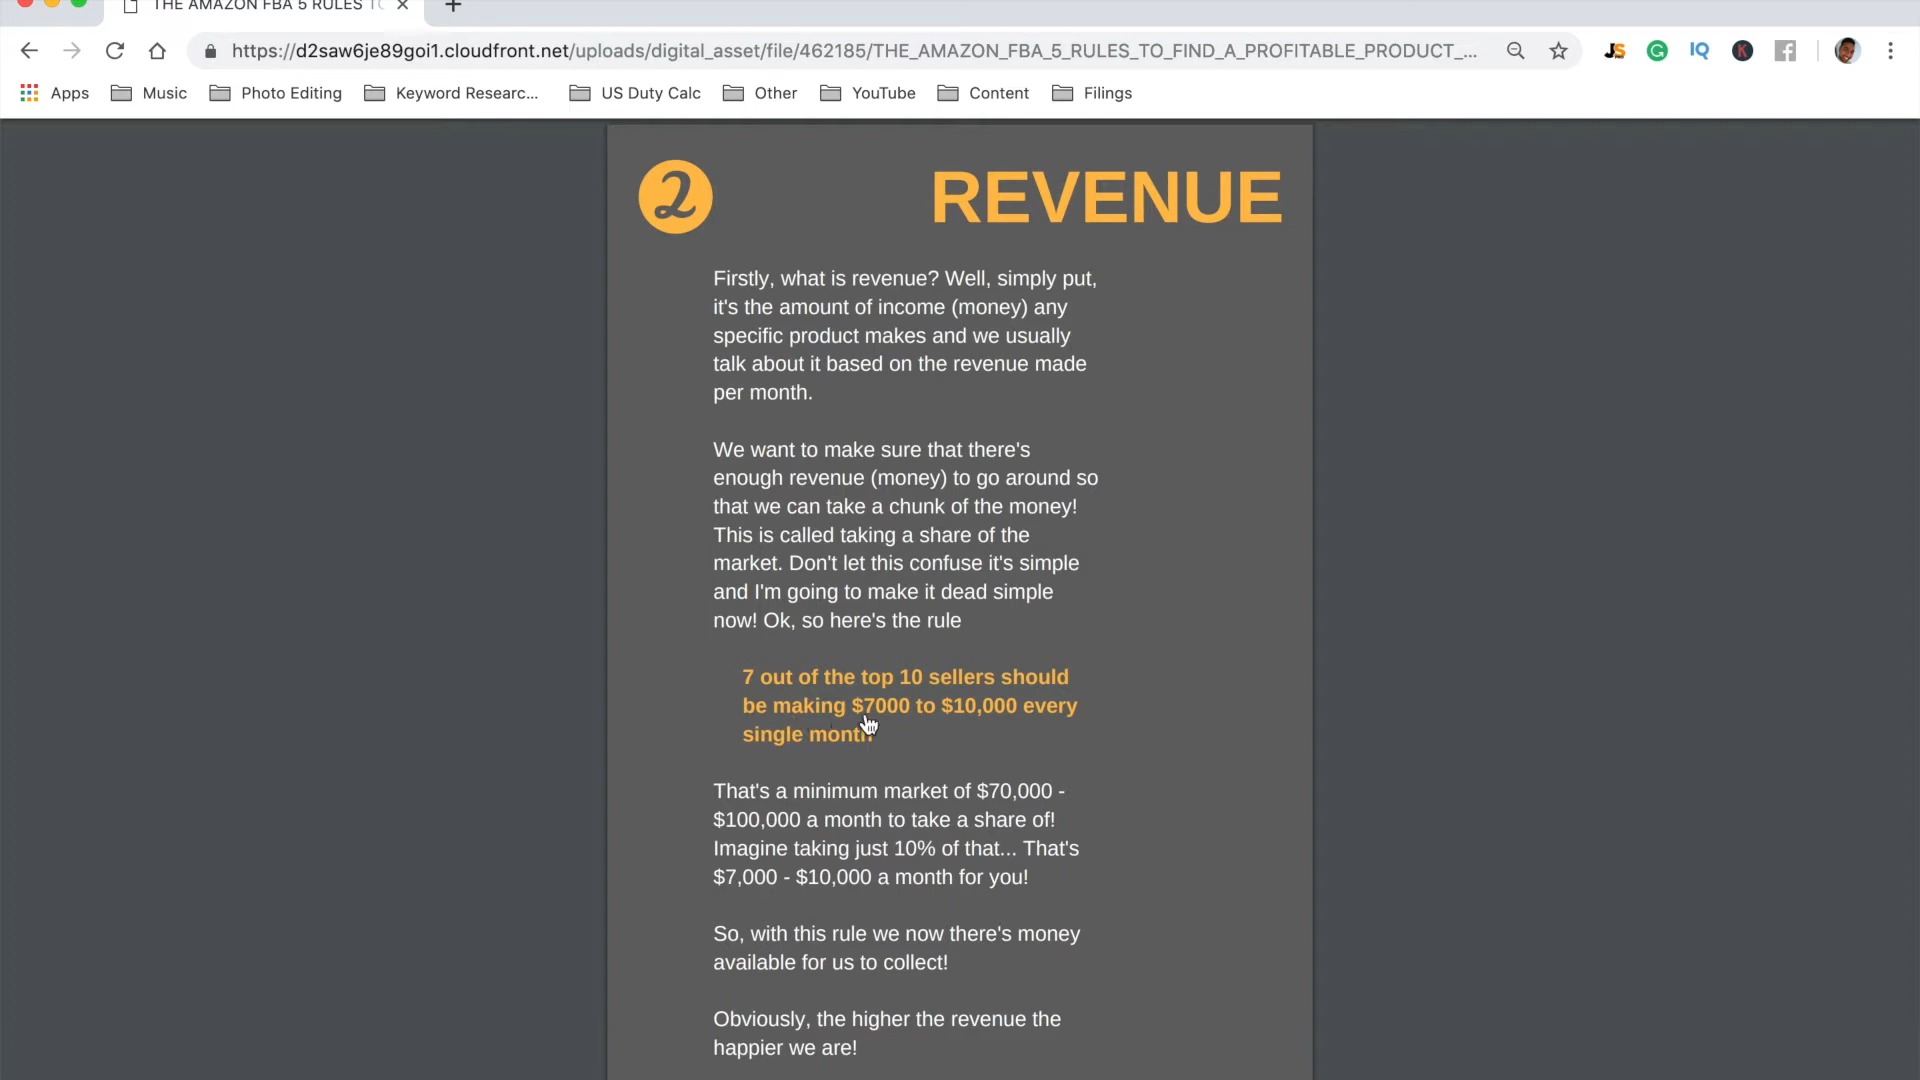 THE AMAZON FBA 5 RULES TO
https://d2saw6je89goi1.cloudfront.net/uploads/digital_asset/file/462185/THE_AMAZON_FBA_5_RULES_TO_FIND_A_PROFITABLE_PRODUCT_...
JS G IQ K f
Apps Music Photo Editing Keyword Researc... US Duty Calc Other YouTube Content Filings
2 REVENUE
Firstly, what is revenue? Well, simply put,
it's the amount of income (money) any
specific product makes and we usually
talk about it based on the revenue made
per month.
We want to make sure that there's
enough revenue (money) to go around so
that we can take a chunk of the money!
This is called taking a share of the
market. Don't let this confuse it's simple
and I'm going to make it dead simple
now! Ok, so here's the rule
7 out of the top 10 sellers should
be making $7000 to $10,000 every
single month
That's a minimum market of $70,000 -
$100,000 a month to take a share of!
Imagine taking just 10% of that... That's
$7,000 - $10,000 a month for you!
So, with this rule we now there's money
available for us to collect!
Obviously, the higher the revenue the
happier we are!